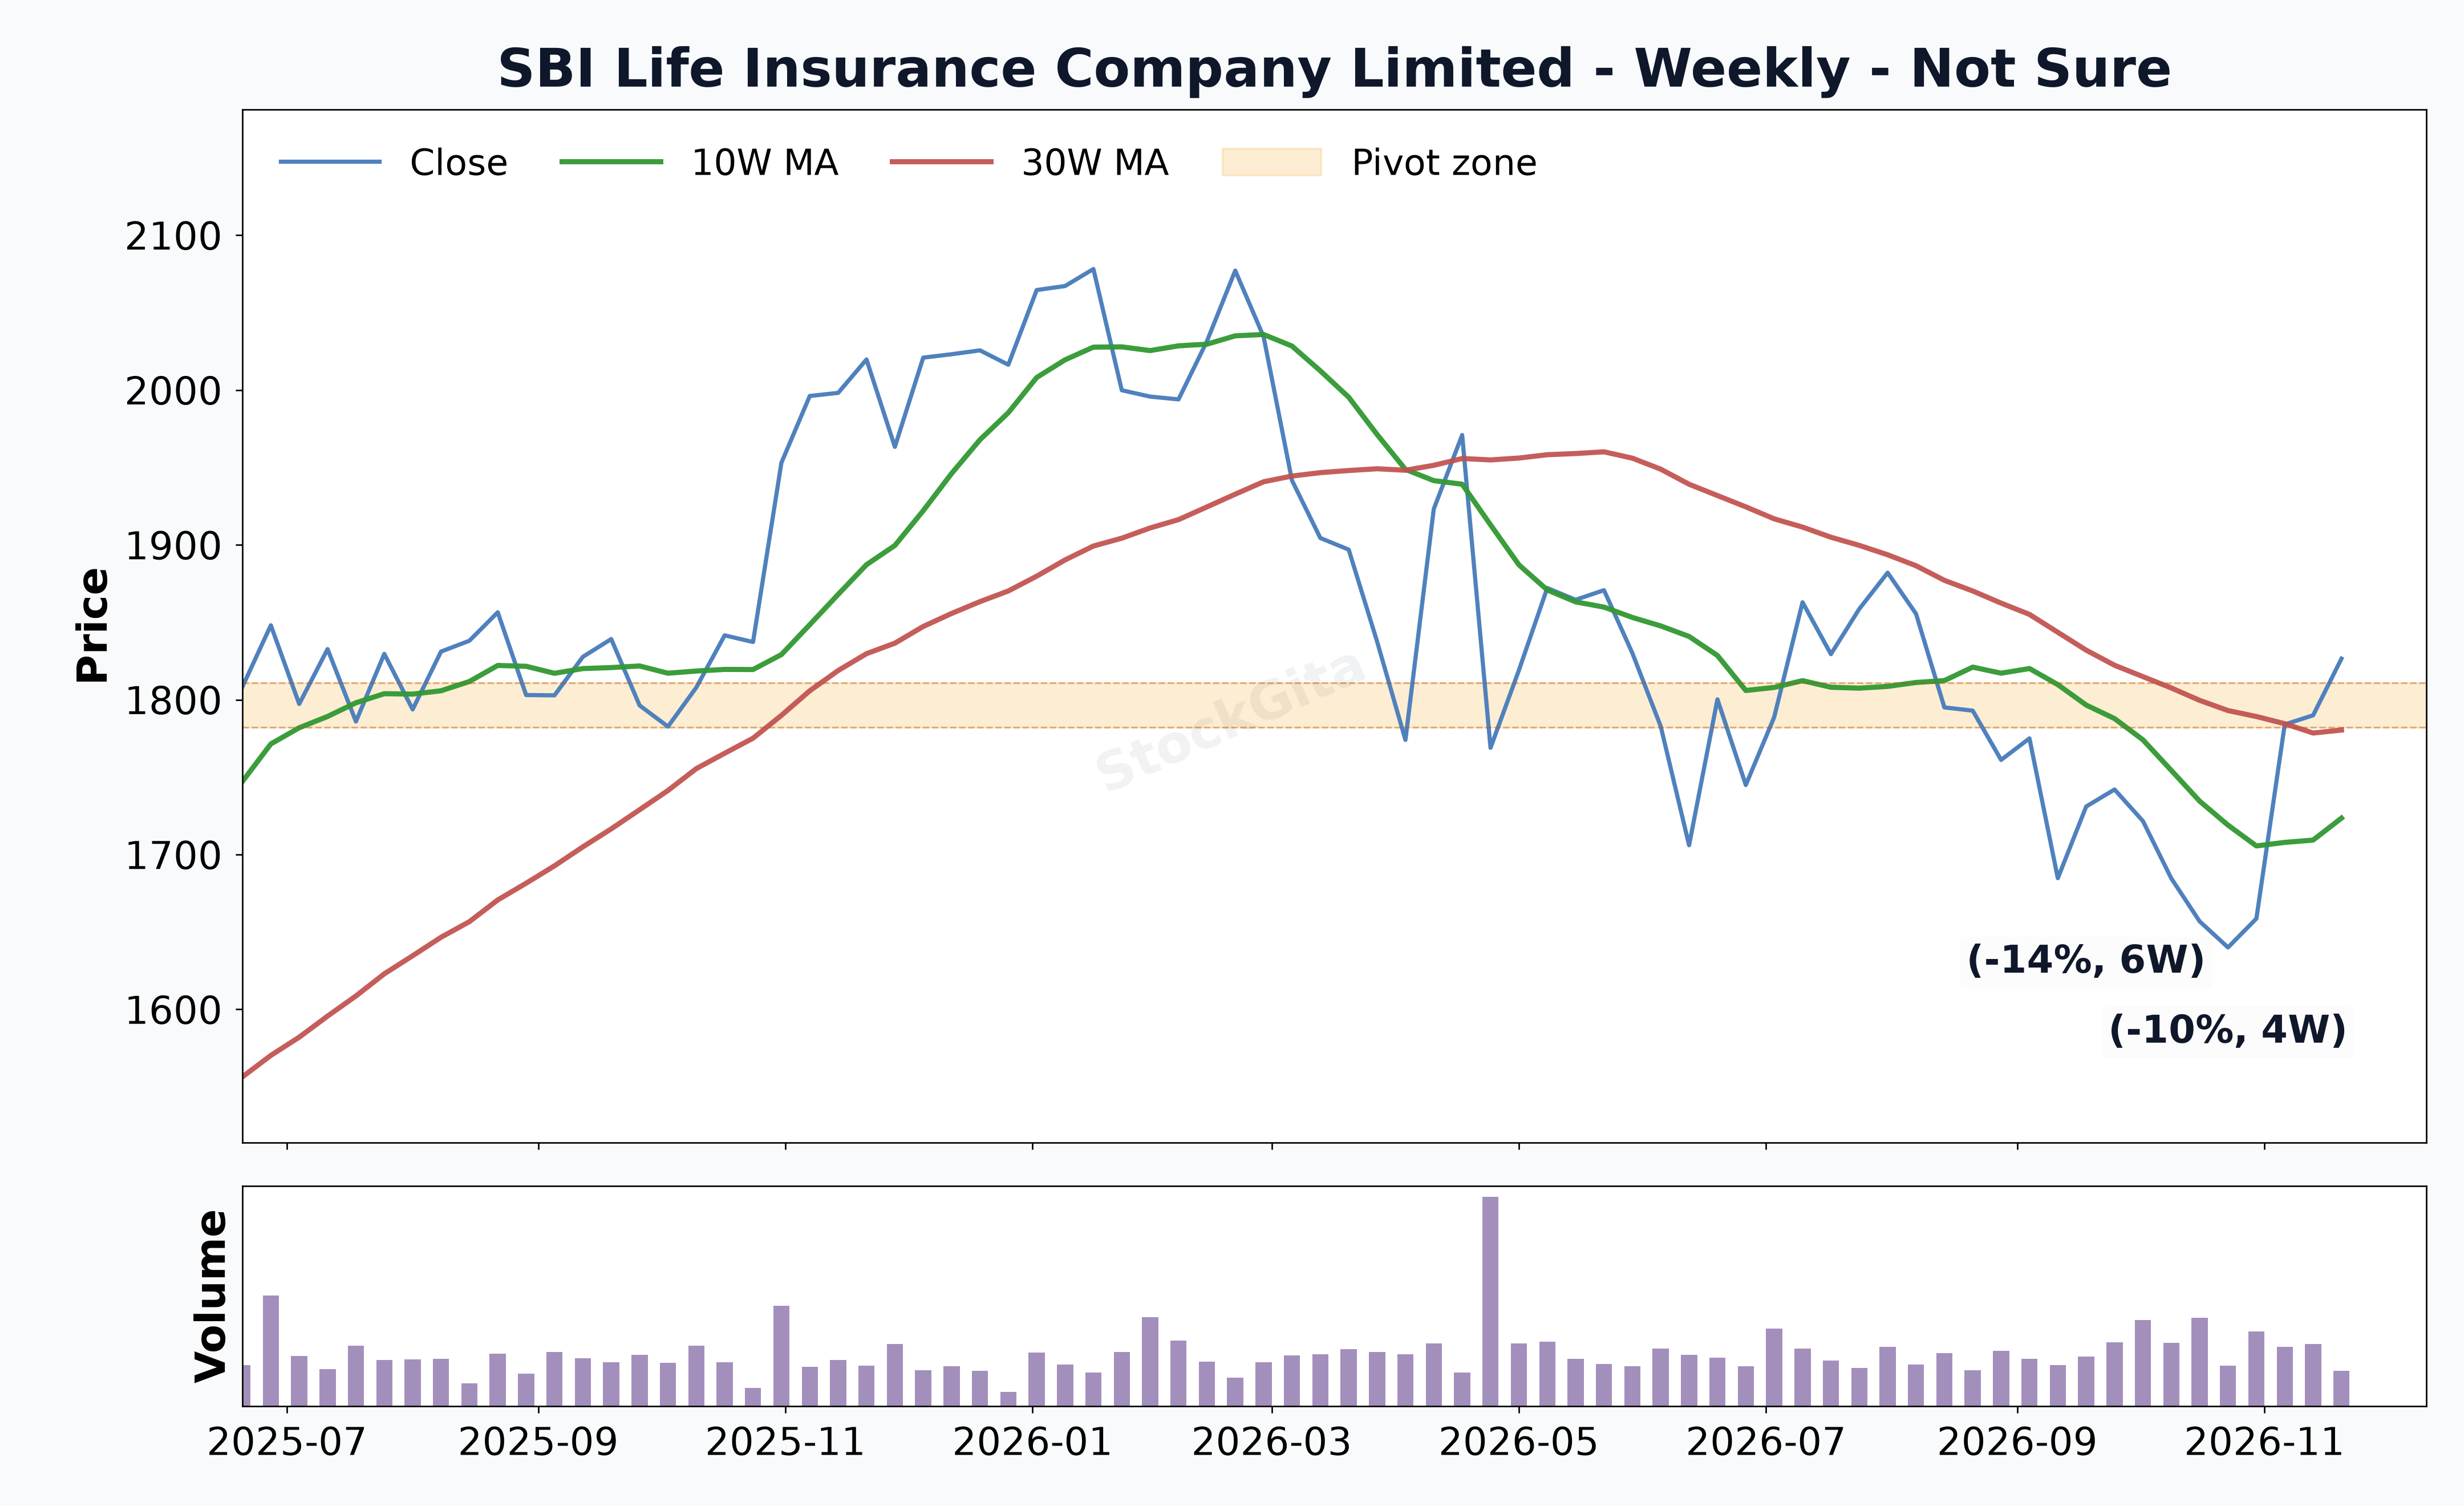 SBI Life Insurance Company Limited - Weekly - Not Sure
Close 10W MA 30W MA Pivot zone
Price
2100
2000
1900
1800
1700
1600
StockGita
(-14%, 6W)
(-10%, 4W)
Volume
2025-07 2025-09 2025-11 2026-01 2026-03 2026-05 2026-07 2026-09 2026-11